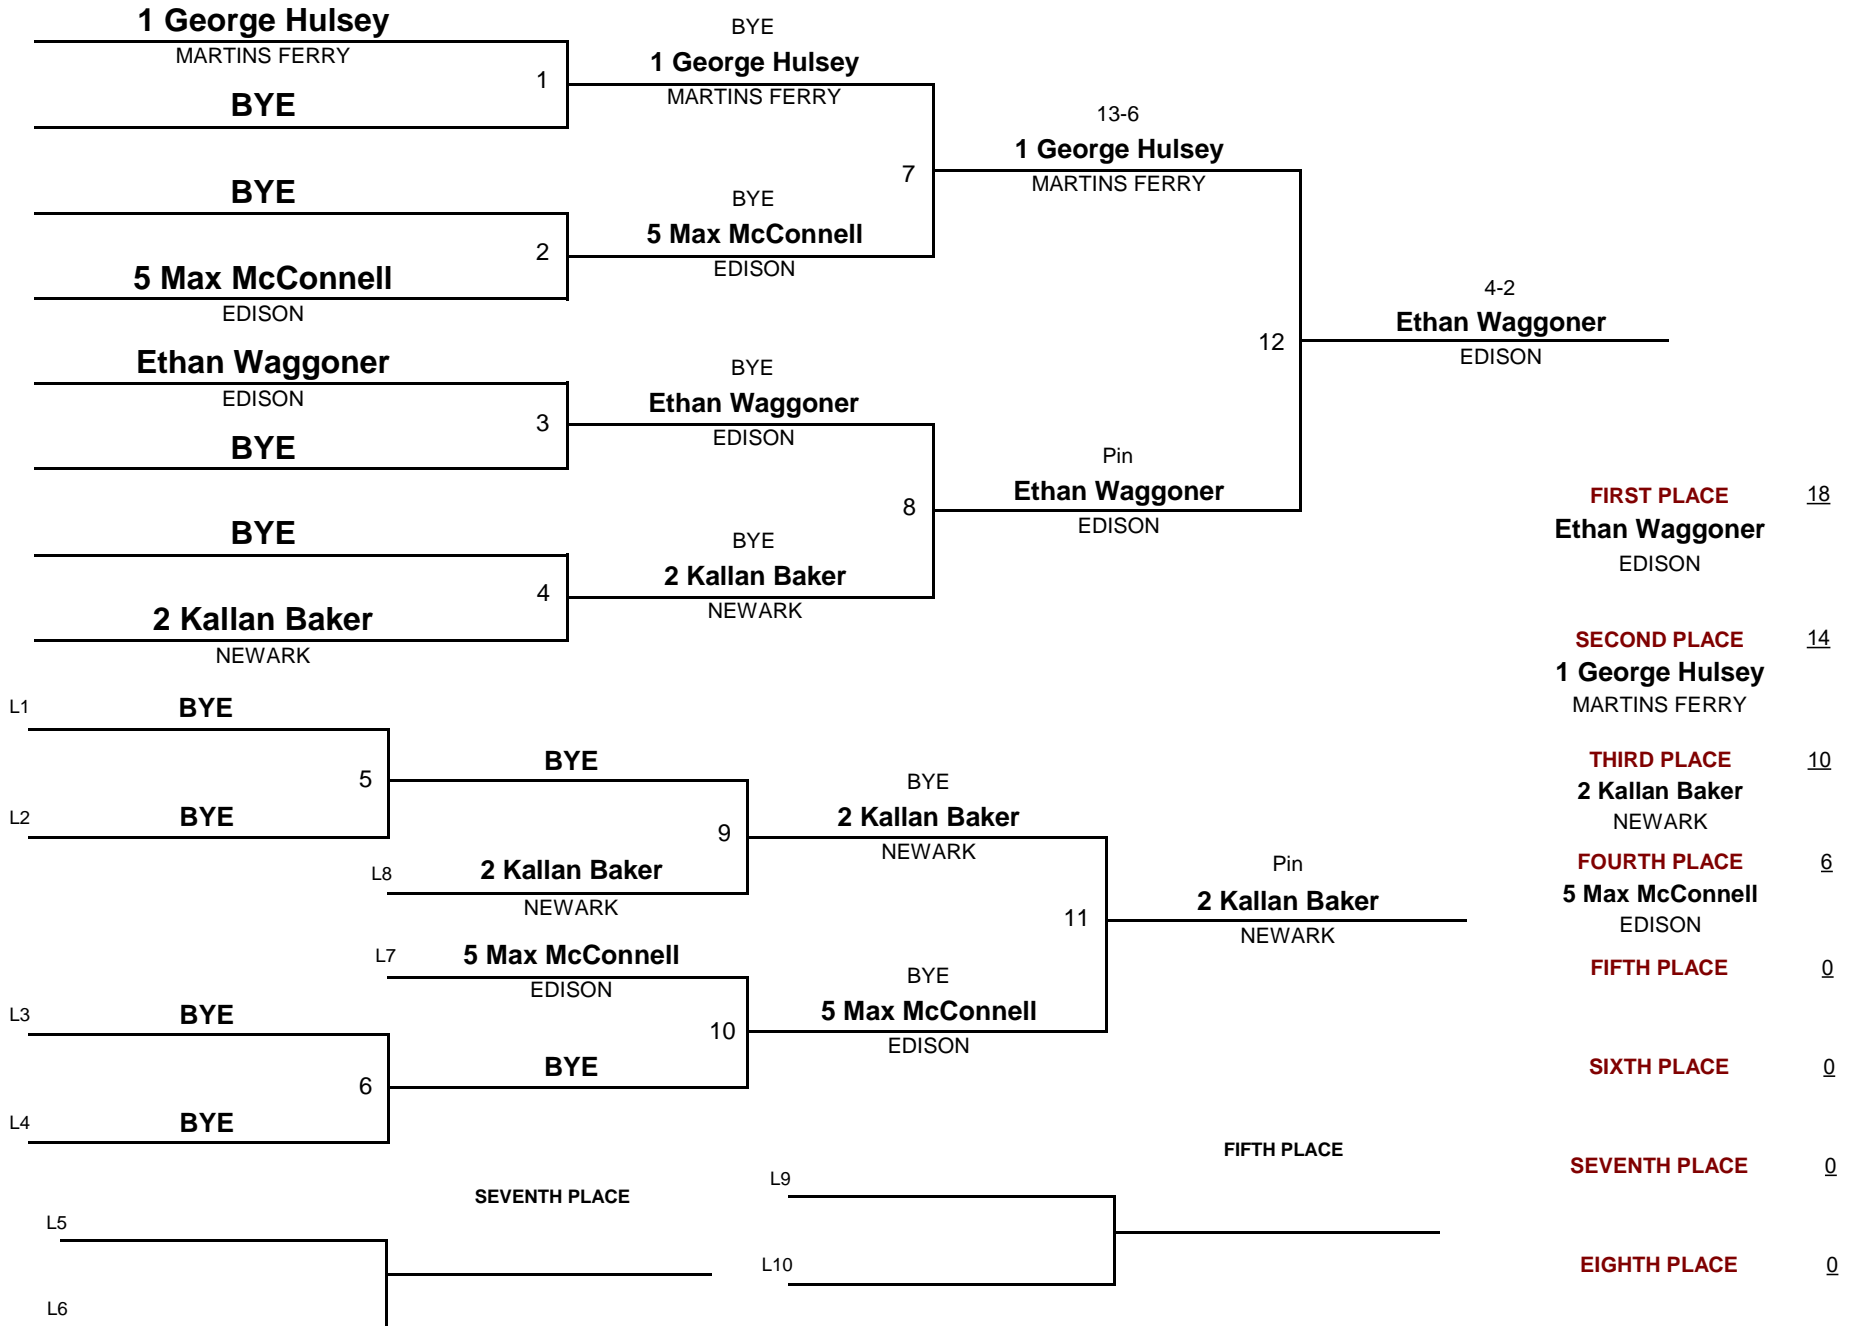 1 George Hulsey
MARTINS FERRY
BYE
1
BYE
5 Max McConnell
EDISON
2
Ethan Waggoner
EDISON
BYE
3
BYE
2 Kallan Baker
NEWARK
4
BYE
1 George Hulsey
MARTINS FERRY
7
BYE
5 Max McConnell
EDISON
BYE
Ethan Waggoner
EDISON
8
BYE
2 Kallan Baker
NEWARK
13-6
1 George Hulsey
MARTINS FERRY
12
Pin
Ethan Waggoner
EDISON
4-2
Ethan Waggoner
EDISON
L1 BYE
5
L2 BYE
BYE
9
L8 2 Kallan Baker
NEWARK
L7 5 Max McConnell
EDISON
10
BYE
L3 BYE
6
L4 BYE
BYE
2 Kallan Baker
NEWARK
11
BYE
5 Max McConnell
EDISON
Pin
2 Kallan Baker
NEWARK
SEVENTH PLACE
L5
L6
FIFTH PLACE
L9
L10
FIRST PLACE 18
Ethan Waggoner
EDISON
SECOND PLACE 14
1 George Hulsey
MARTINS FERRY
THIRD PLACE 10
2 Kallan Baker
NEWARK
FOURTH PLACE 6
5 Max McConnell
EDISON
FIFTH PLACE 0
SIXTH PLACE 0
SEVENTH PLACE 0
EIGHTH PLACE 0